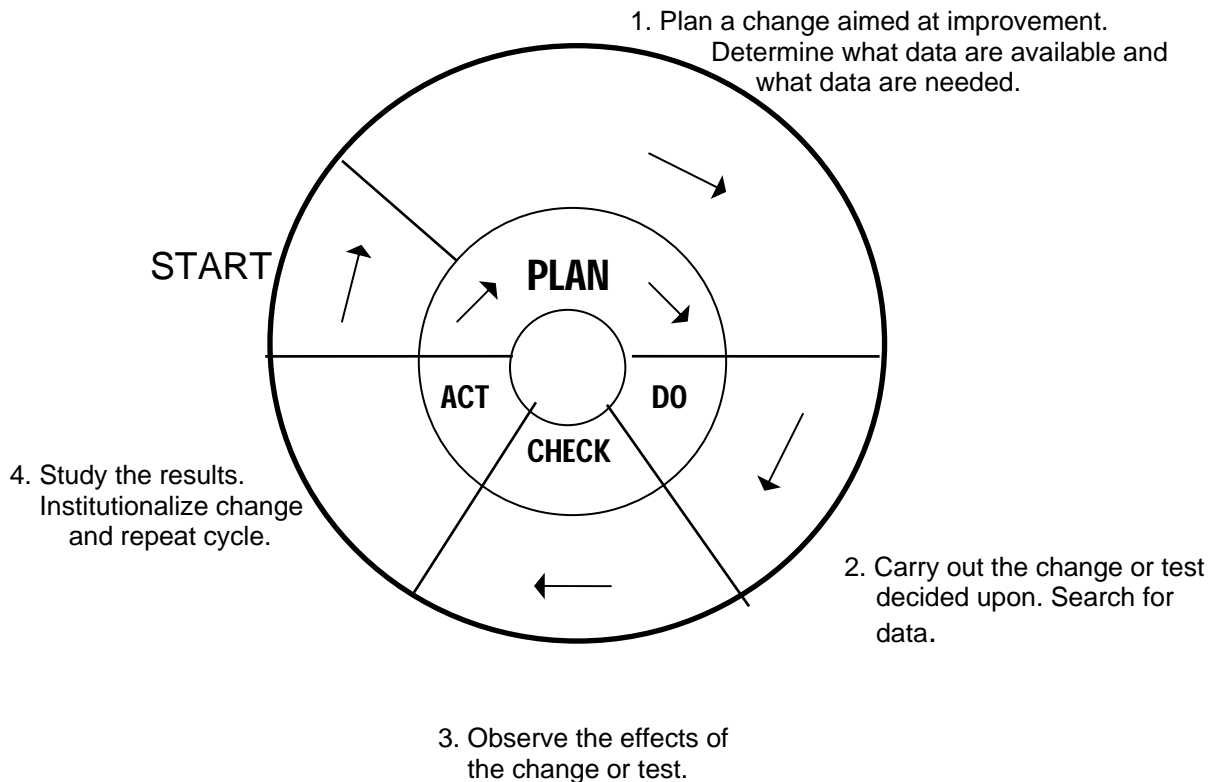 1. Plan a change aimed at improvement.
Determine what data are available and
what data are needed.
START
PLAN
ACT
DO
CHECK
4. Study the results.
Institutionalize change
and repeat cycle.
2. Carry out the change or test
decided upon. Search for
data.
3. Observe the effects of
the change or test.